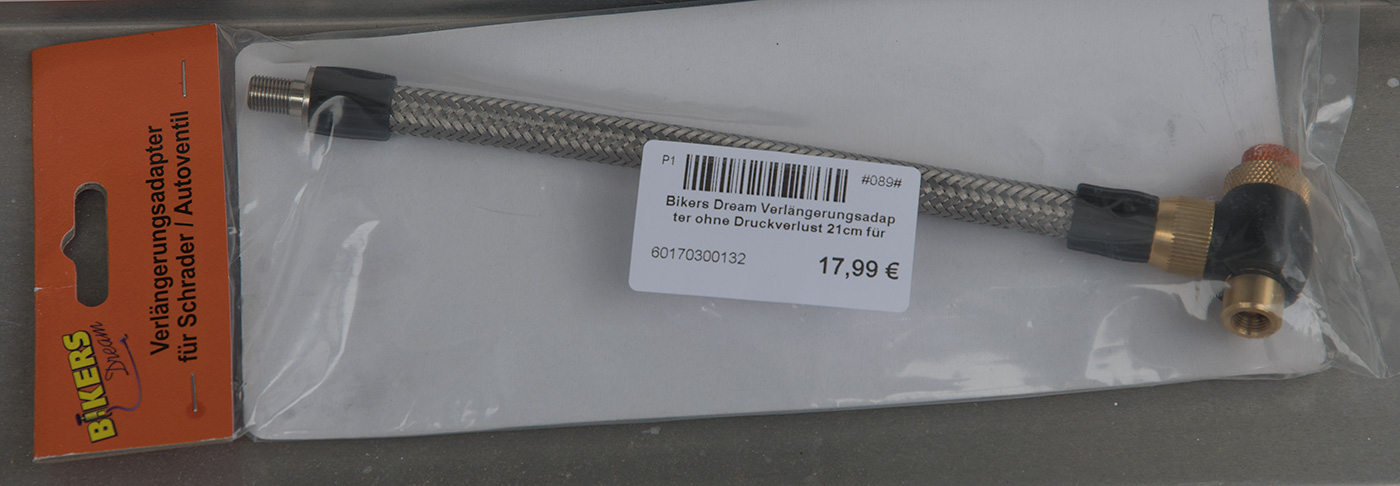 BiKERS
Dream
Verlängerungsadapter
für Schrader / Autoventil
P1
#089#
Bikers Dream Verlängerungsadap
ter ohne Druckverlust 21cm für
60170300132
17,99 €